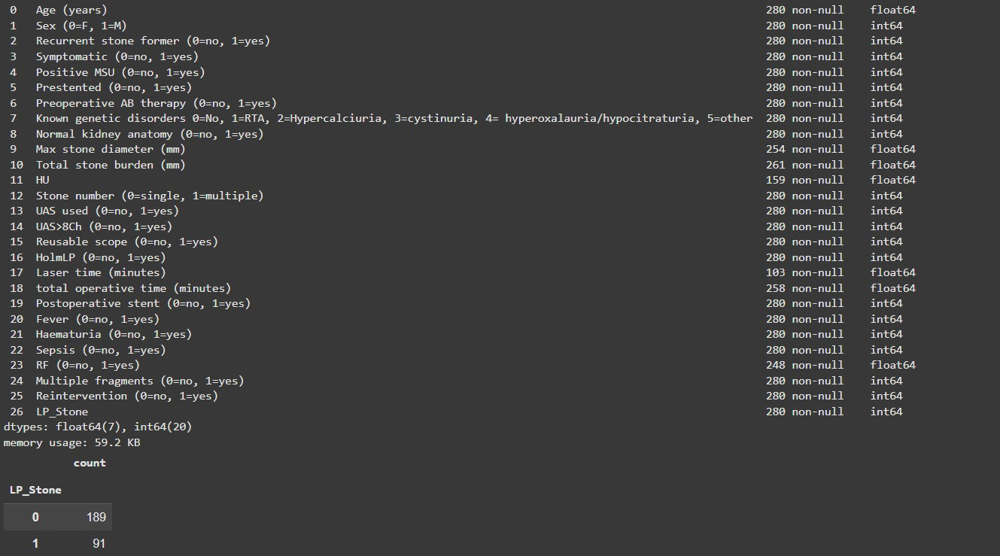 0 Age (years) 280 non-null float64
1 Sex (0=F, 1=M) 280 non-null int64
2 Recurrent stone former (0=no, 1=yes) 280 non-null int64
3 Symptomatic (0=no, 1=yes) 280 non-null int64
4 Positive MSU (0=no, 1=yes) 280 non-null int64
5 Prestented (0=no, 1=yes) 280 non-null int64
6 Preoperative AB therapy (0=no, 1=yes) 280 non-null int64
7 Known genetic disorders 0=No, 1=RTA, 2=Hypercalciuria, 3=cystinuria, 4= hyperoxalauria/hypocitraturia, 5=other 280 non-null int64
8 Normal kidney anatomy (0=no, 1=yes) 280 non-null int64
9 Max stone diameter (mm) 254 non-null float64
10 Total stone burden (mm) 261 non-null float64
11 HU 159 non-null float64
12 Stone number (0=single, 1=multiple) 280 non-null int64
13 UAS used (0=no, 1=yes) 280 non-null int64
14 UAS>8Ch (0=no, 1=yes) 280 non-null int64
15 Reusable scope (0=no, 1=yes) 280 non-null int64
16 HolmLP (0=no, 1=yes) 280 non-null int64
17 Laser time (minutes) 103 non-null float64
18 total operative time (minutes) 258 non-null float64
19 Postoperative stent (0=no, 1=yes) 280 non-null int64
20 Fever (0=no, 1=yes) 280 non-null int64
21 Haematuria (0=no, 1=yes) 280 non-null int64
22 Sepsis (0=no, 1=yes) 280 non-null int64
23 RF (0=no, 1=yes) 248 non-null float64
24 Multiple fragments (0=no, 1=yes) 280 non-null int64
25 Reintervention (0=no, 1=yes) 280 non-null int64
26 LP_Stone 280 non-null int64
dtypes: float64(7), int64(20)
memory usage: 59.2 KB
count
LP_Stone
0 189
1 91